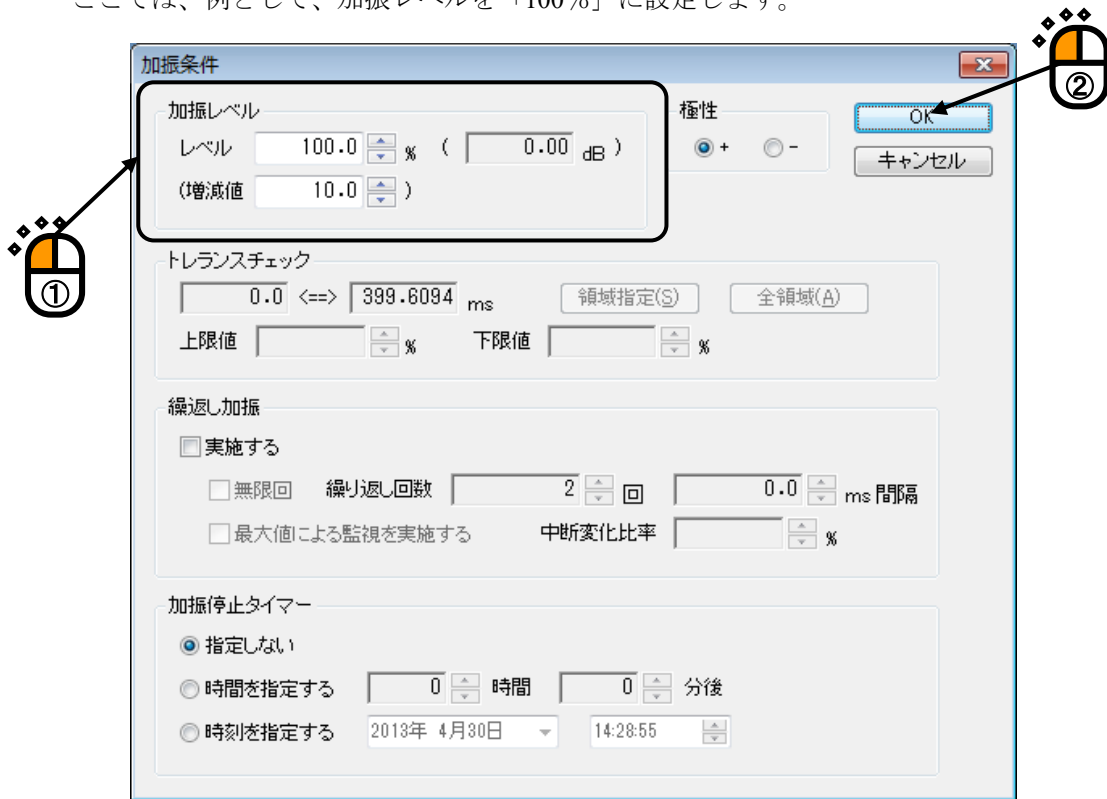 ここでは、例として、加振レベルを「100%」に設定します。
加振条件
加振レベル
レベル 100.0 % ( 0.00 dB )
(増減値 10.0 )
極性
+ -
OK
キャンセル
②
①
トレランスチェック
0.0 <==> 399.6094 ms 領域指定(S) 全領域(A)
上限値 % 下限値 %
繰返し加振
実施する
無限回 繰り返し回数 2 回 0.0 ms 間隔
最大値による監視を実施する 中断変化比率 %
加振停止タイマー
指定しない
時間を指定する 0 時間 0 分後
時刻を指定する 2013年 4月30日 14:28:55